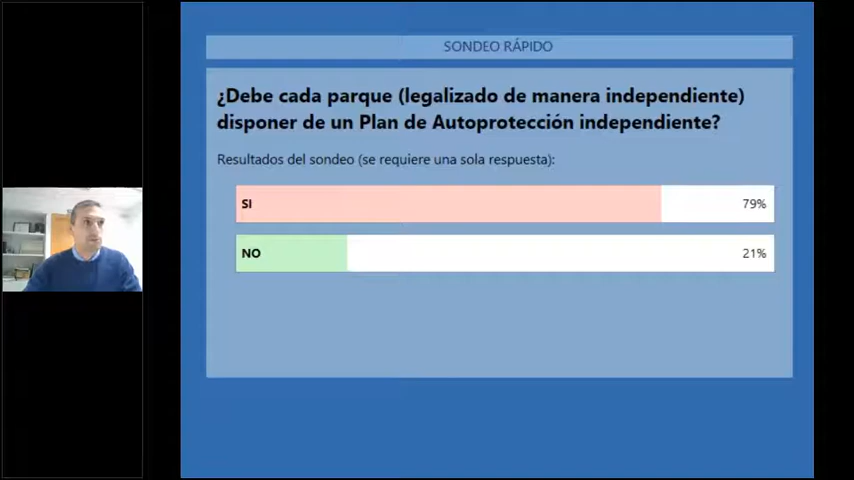 SONDEO RÁPIDO
¿Debe cada parque (legalizado de manera independiente)
disponer de un Plan de Autoprotección independiente?
Resultados del sondeo (se requiere una sola respuesta):
SI 79%
NO 21%